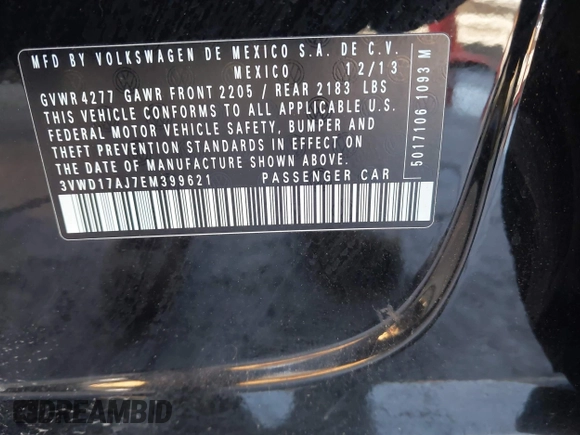 MFD BY VOLKSWAGEN DE MEXICO S.A. DE C.V.
MEXICO 12/13
GVWR 4277 GAWR FRONT 2205 / REAR 2183 LBS
THIS VEHICLE CONFORMS TO ALL APPLICABLE U.S.
FEDERAL MOTOR VEHICLE SAFETY, BUMPER AND
THEFT PREVENTION STANDARDS IN EFFECT ON
THE DATE OF MANUFACTURE SHOWN ABOVE.
3VWD17AJ7EM399621 PASSENGER CAR
5017106 1093 M
DREAMBID